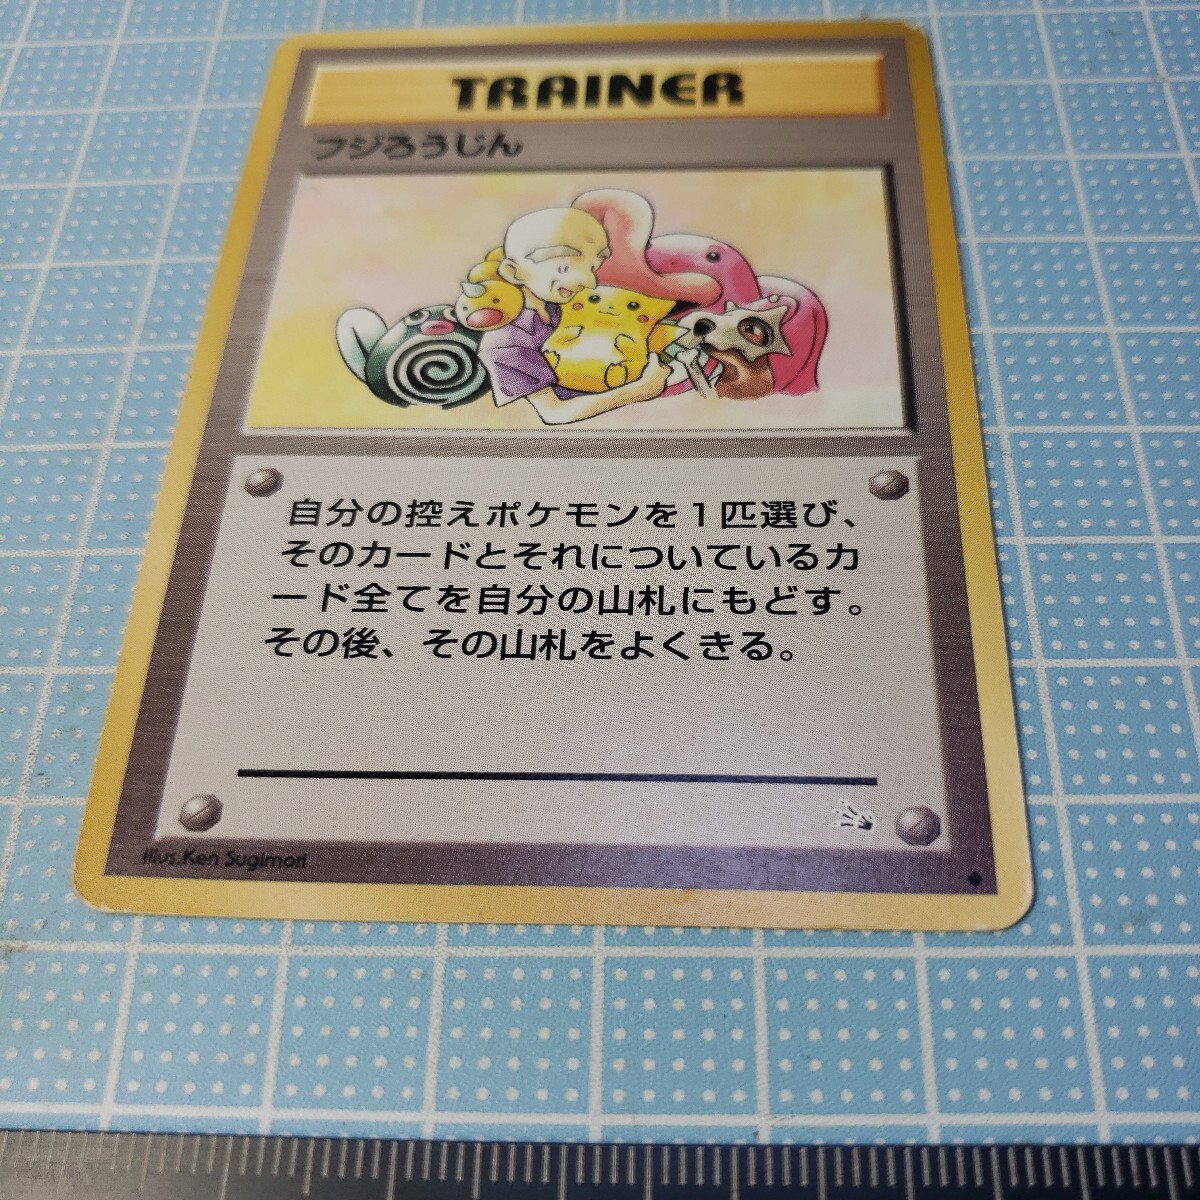 TRAINER
フジろうじん
自分の控えポケモンを1匹選び、
そのカードとそれについているカ
ード全てを自分の山札にもどす。
その後、その山札をよくきる。
Illus.Ken Sugimori